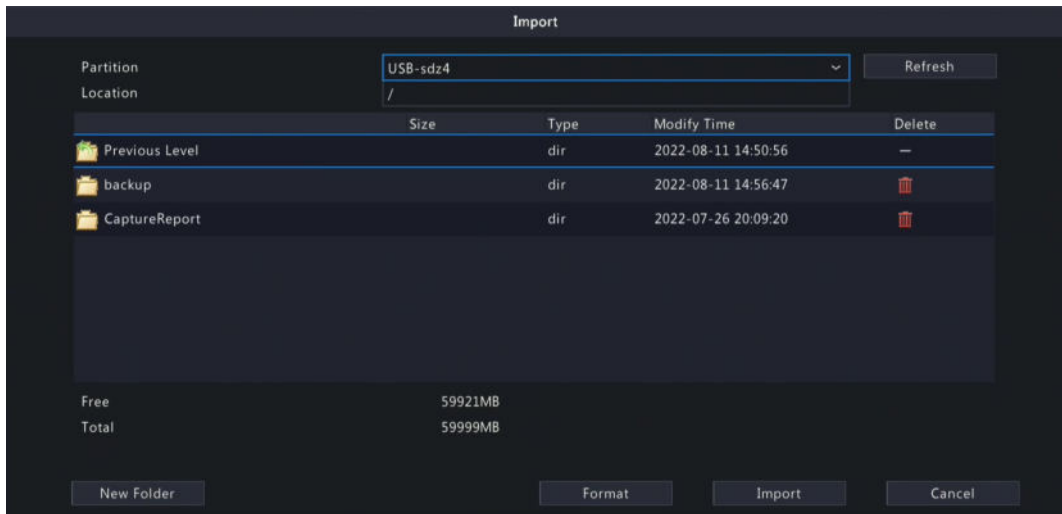 Import
Partition USB-sdz4 Refresh
Location /
Size Type Modify Time Delete
Previous Level dir 2022-08-11 14:50:56 —
backup dir 2022-08-11 14:56:47
CaptureReport dir 2022-07-26 20:09:20
Free 59921MB
Total 59999MB
New Folder Format Import Cancel